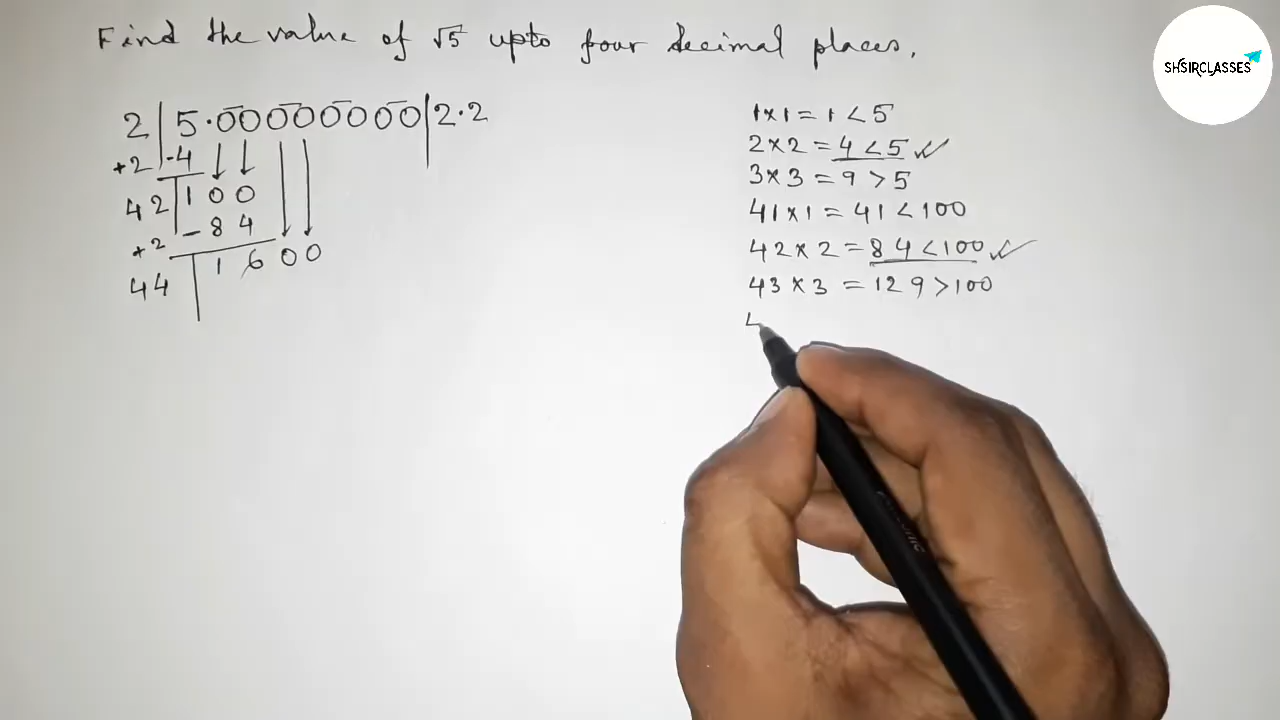 Find the value of √5 upto four decimal places.
SHSIRCLASSES
2 | 5.00000000 | 2.2
+2 | -4
42 | 100
+2 - 84
44 | 1600
1×1 = 1 < 5
2×2 = 4 < 5 ✓
3×3 = 9 > 5
41×1 = 41 < 100
42×2 = 84 < 100 ✓
43×3 = 129 > 100